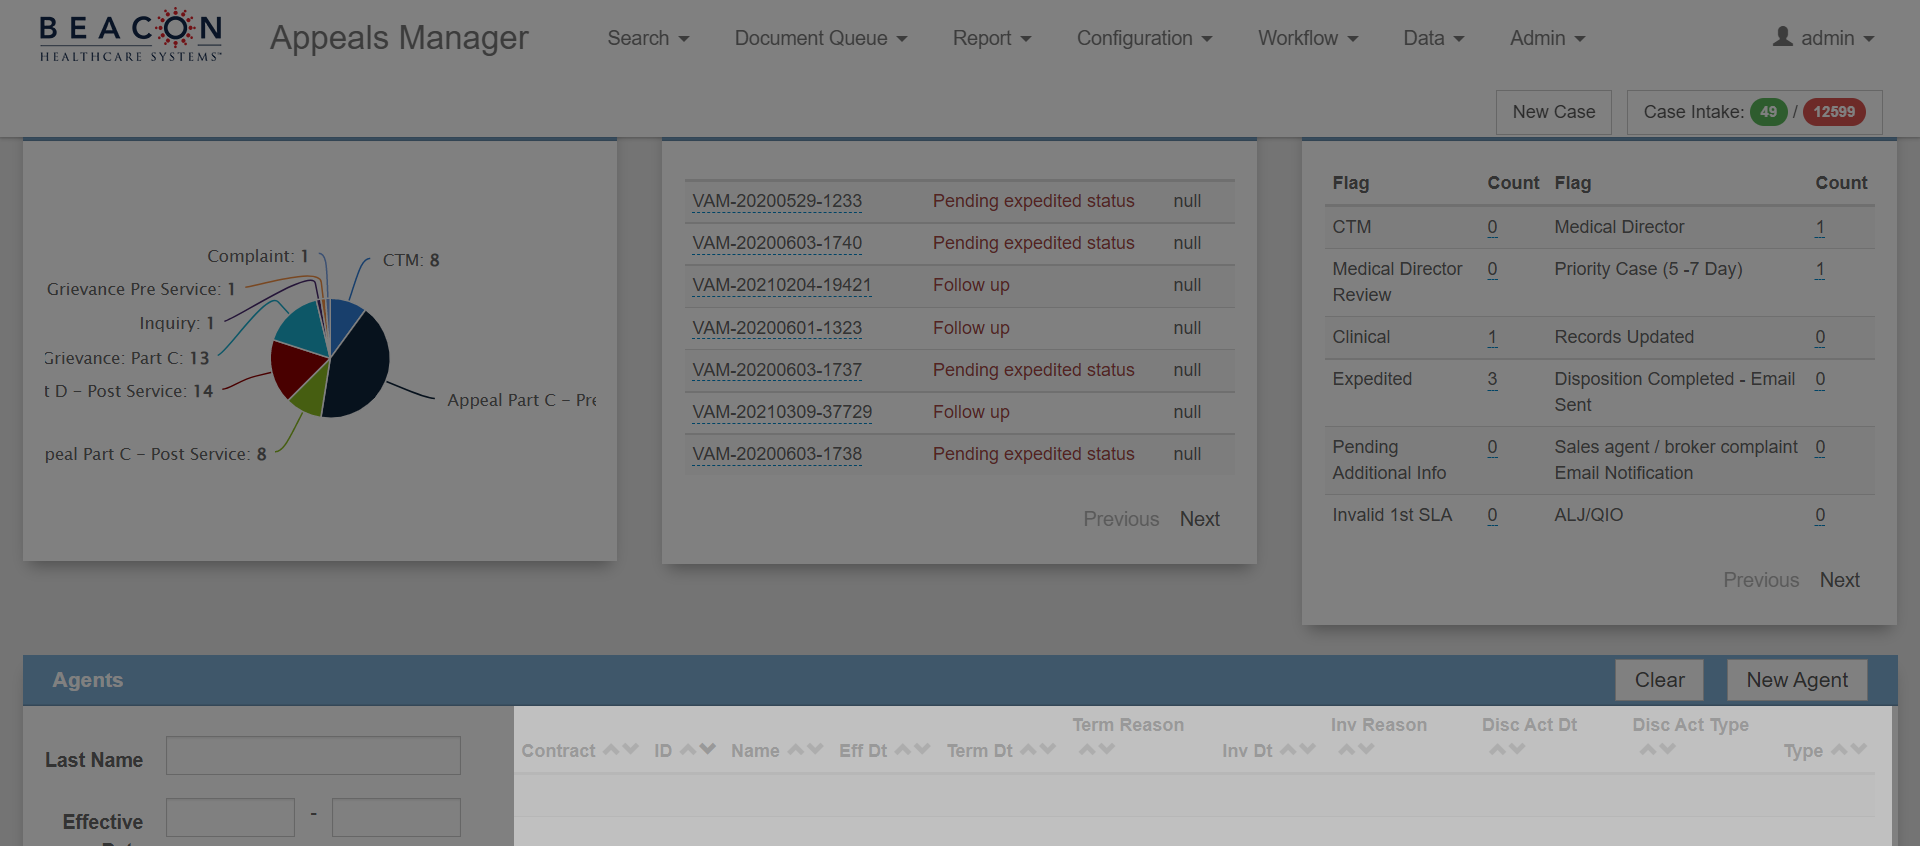 BEACON
HEALTHCARE SYSTEMS™
Appeals Manager
Search
Document Queue
Report
Configuration
Workflow
Data
Admin
admin
New Case
Case Intake: 49 / 12599
Complaint: 1
CTM: 8
Grievance Pre Service: 1
Inquiry: 1
Grievance: Part C: 13
t D – Post Service: 14
Appeal Part C – Pre
peal Part C – Post Service: 8
VAM-20200529-1233 Pending expedited status null
VAM-20200603-1740 Pending expedited status null
VAM-20210204-19421 Follow up null
VAM-20200601-1323 Follow up null
VAM-20200603-1737 Pending expedited status null
VAM-20210309-37729 Follow up null
VAM-20200603-1738 Pending expedited status null
Previous Next
Flag Count Flag Count
CTM 0 Medical Director 1
Medical Director Review 0 Priority Case (5 -7 Day) 1
Clinical 1 Records Updated 0
Expedited 3 Disposition Completed - Email Sent 0
Pending Additional Info 0 Sales agent / broker complaint Email Notification 0
Invalid 1st SLA 0 ALJ/QIO 0
Previous Next
Agents
Clear
New Agent
Last Name
Effective
-
Contract ID Name Eff Dt Term Dt Term Reason Inv Dt Inv Reason Disc Act Dt Disc Act Type Type